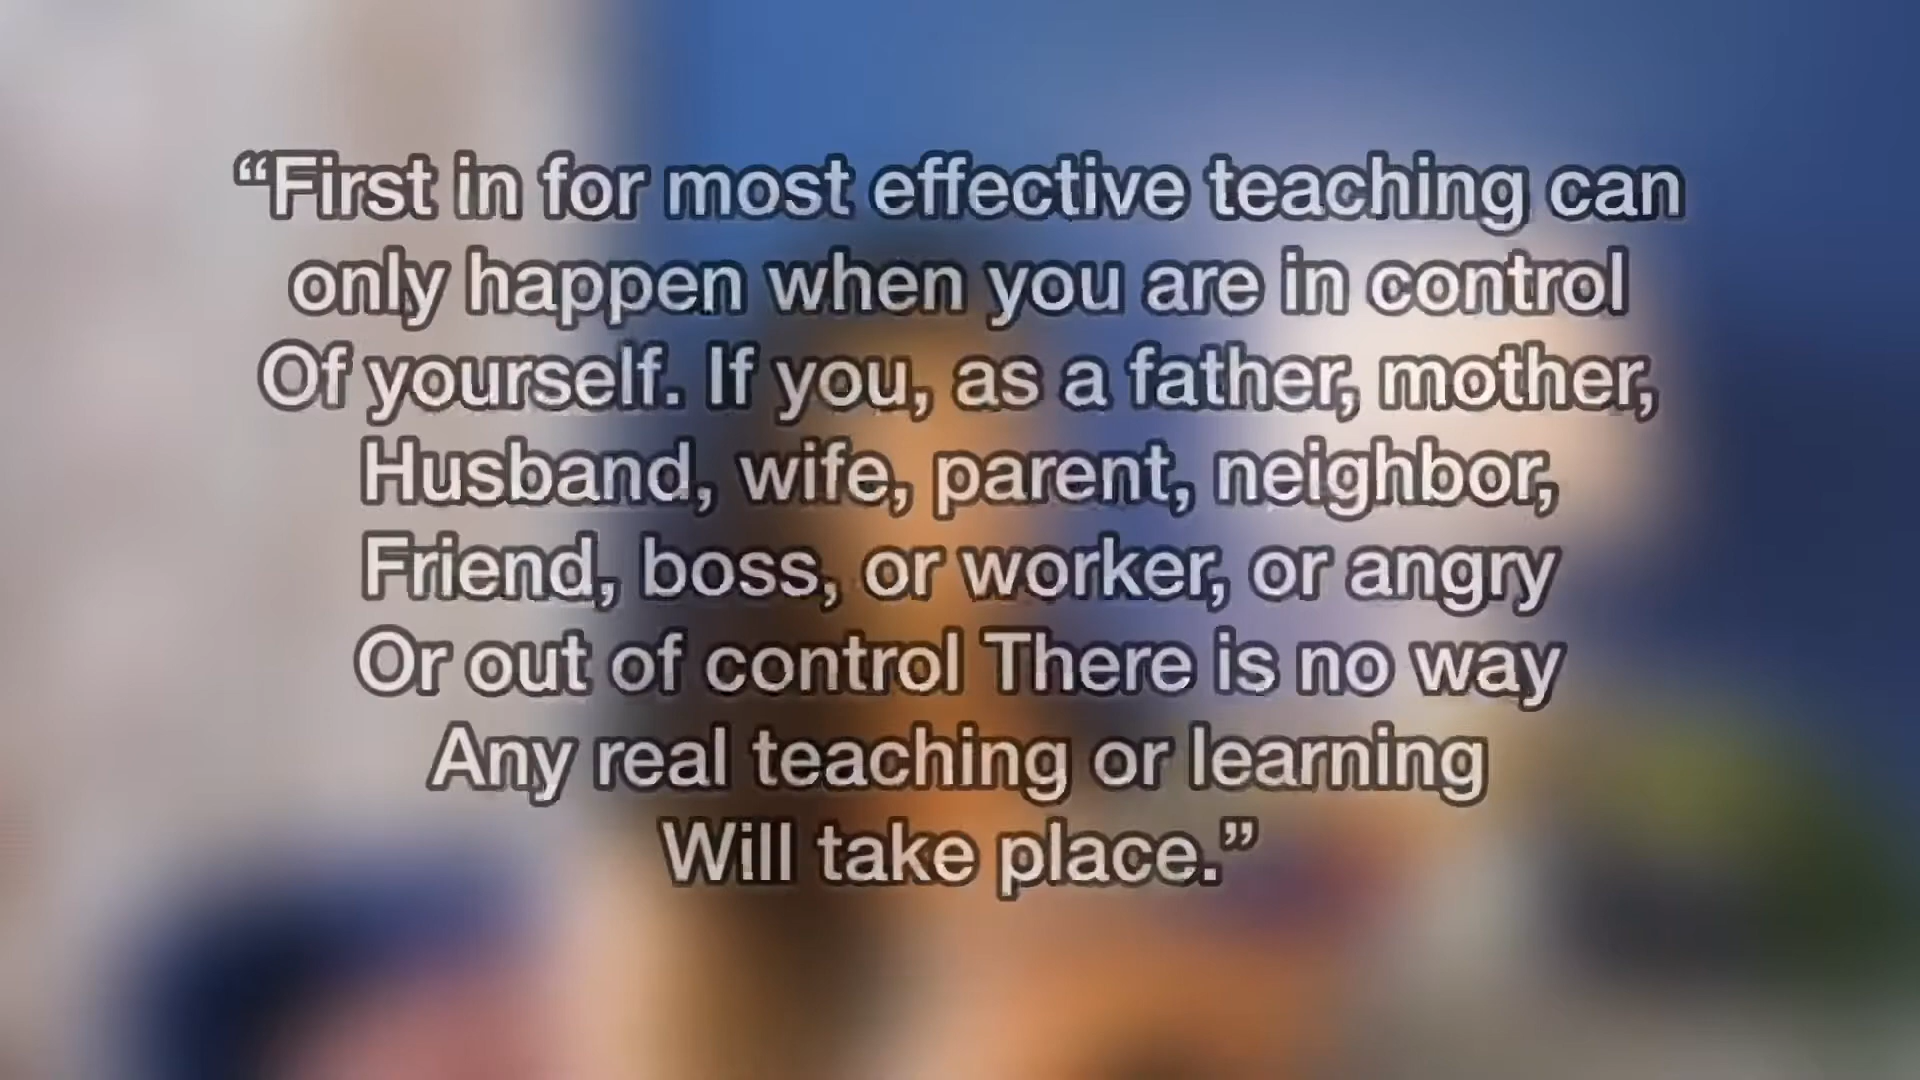 “First in for most effective teaching can
only happen when you are in control
Of yourself. If you, as a father, mother,
Husband, wife, parent, neighbor,
Friend, boss, or worker, or angry
Or out of control There is no way
Any real teaching or learning
Will take place.”